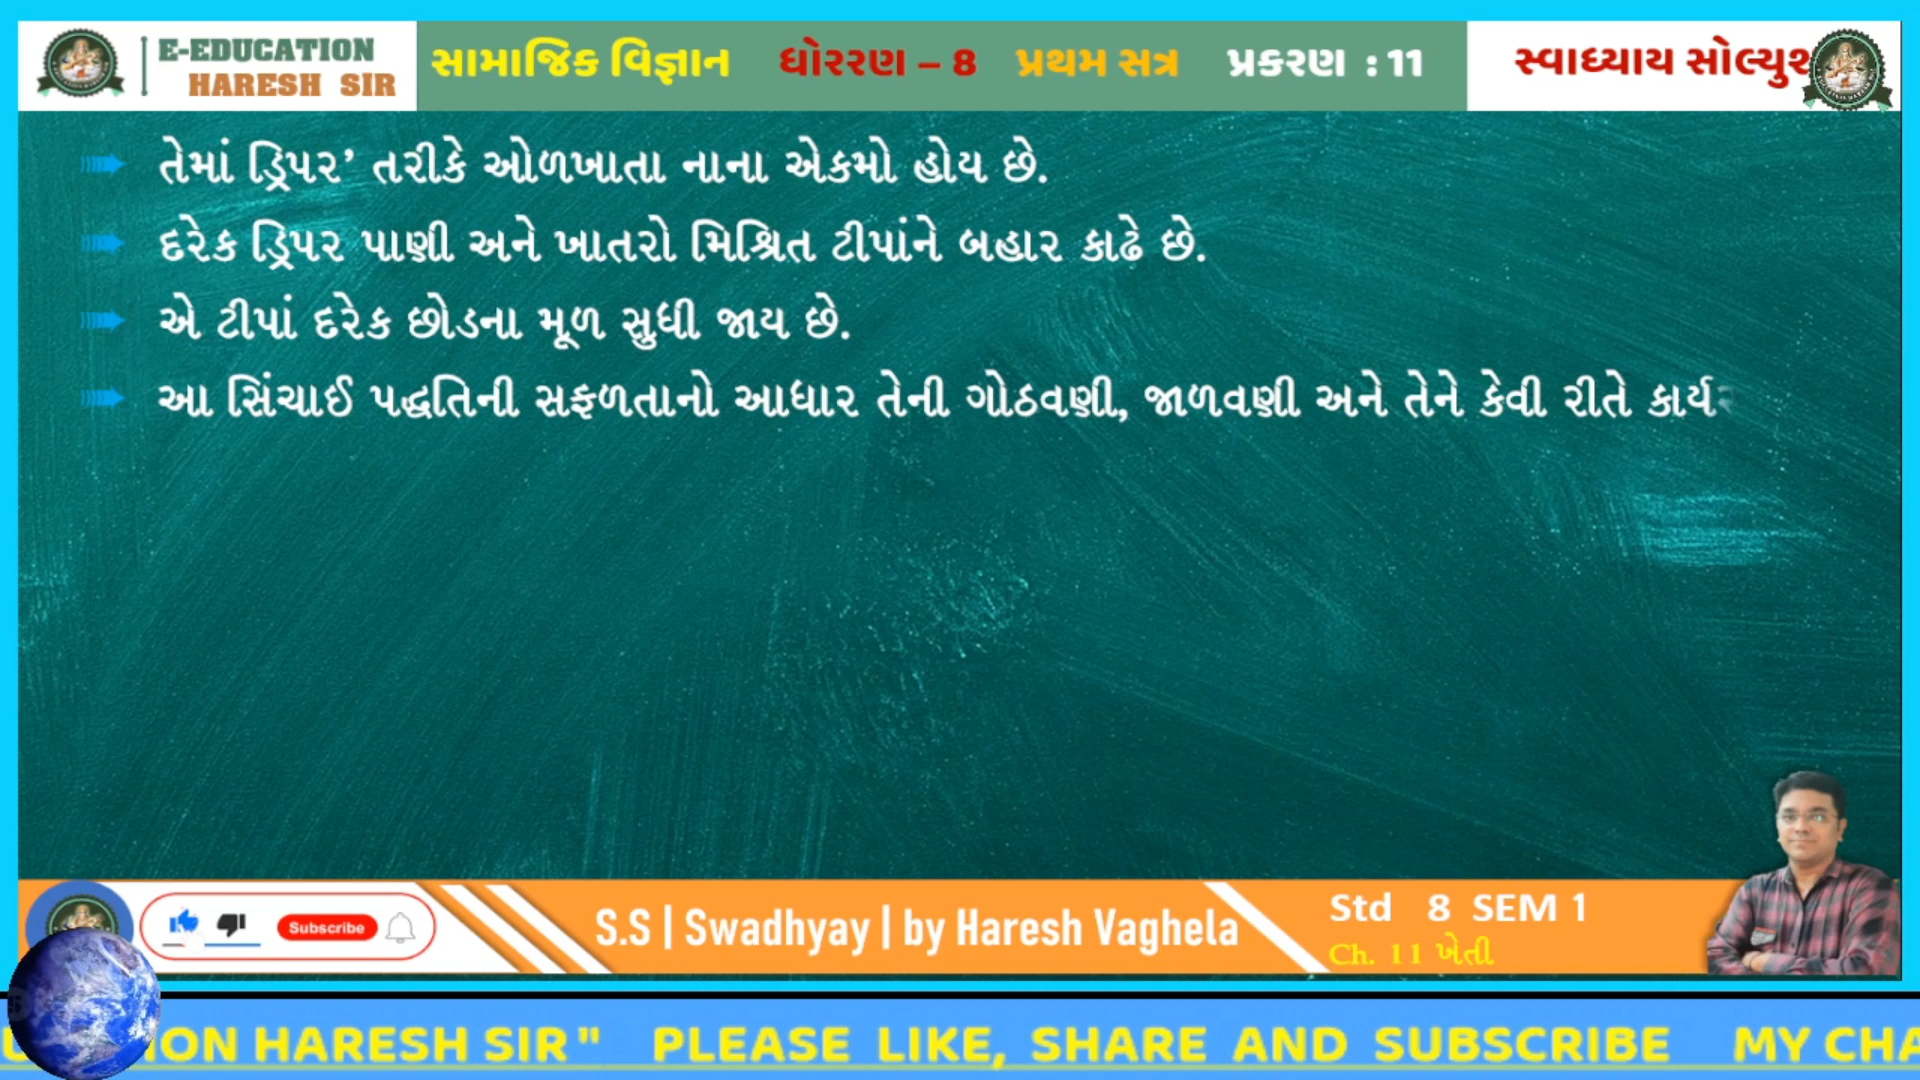 E-EDUCATION
HARESH SIR
સામાજિક વિજ્ઞાન ધોરરણ – 8 પ્રથમ સત્ર પ્રકરણ : 11
સ્વાધ્યાય
તેમાં ડ્રિપર’ તરીકે ઓળખાતા નાના એકમો હોય છે.
દરેક ડ્રિપર પાણી અને ખાતરો મિશ્રિત ટીપાંને બહાર કાઢે છે.
એ ટીપાં દરેક છોડના મૂળ સુધી જાય છે.
આ સિંચાઈ પદ્ધતિની સફળતાનો આધાર તેની ગોઠવણી, જાળવણી અને તેને કેવી રીતે
Subscribe
S.S | Swadhyay | by Haresh Vaghela
Std 8 SEM 1
Ch. 11 ખેતી
ION HARESH SIR" PLEASE LIKE, SHARE AND SUBSCRIBE MY CHA